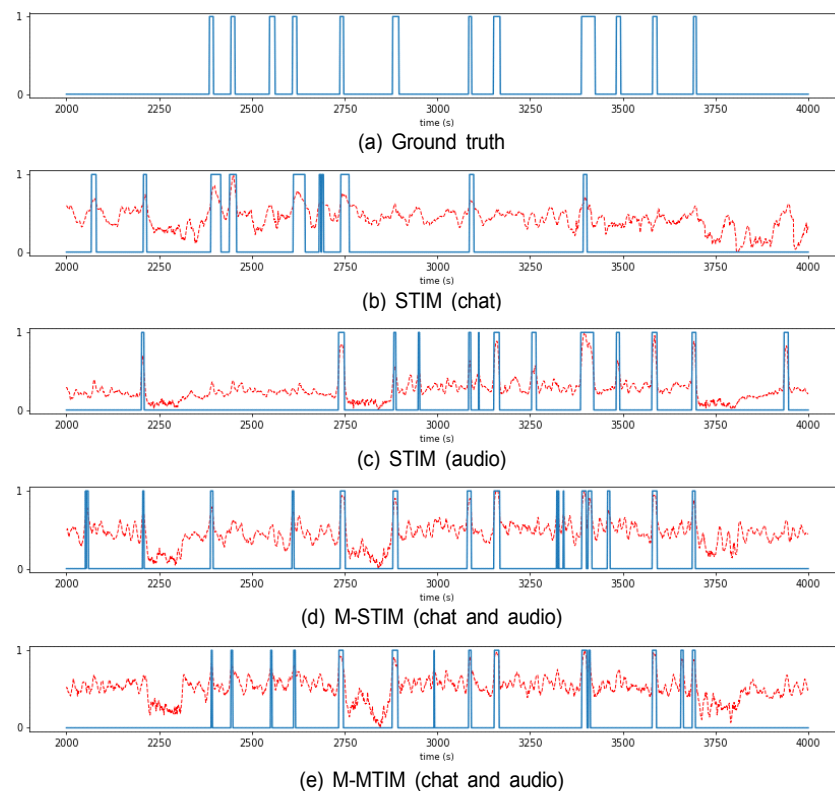 1
0
2000 2250 2500 2750 3000 3250 3500 3750 4000
time (s)
(a) Ground truth
1
0
2000 2250 2500 2750 3000 3250 3500 3750 4000
time (s)
(b) STIM (chat)
1
0
2000 2250 2500 2750 3000 3250 3500 3750 4000
time (s)
(c) STIM (audio)
1
0
2000 2250 2500 2750 3000 3250 3500 3750 4000
time (s)
(d) M-STIM (chat and audio)
1
0
2000 2250 2500 2750 3000 3250 3500 3750 4000
time (s)
(e) M-MTIM (chat and audio)